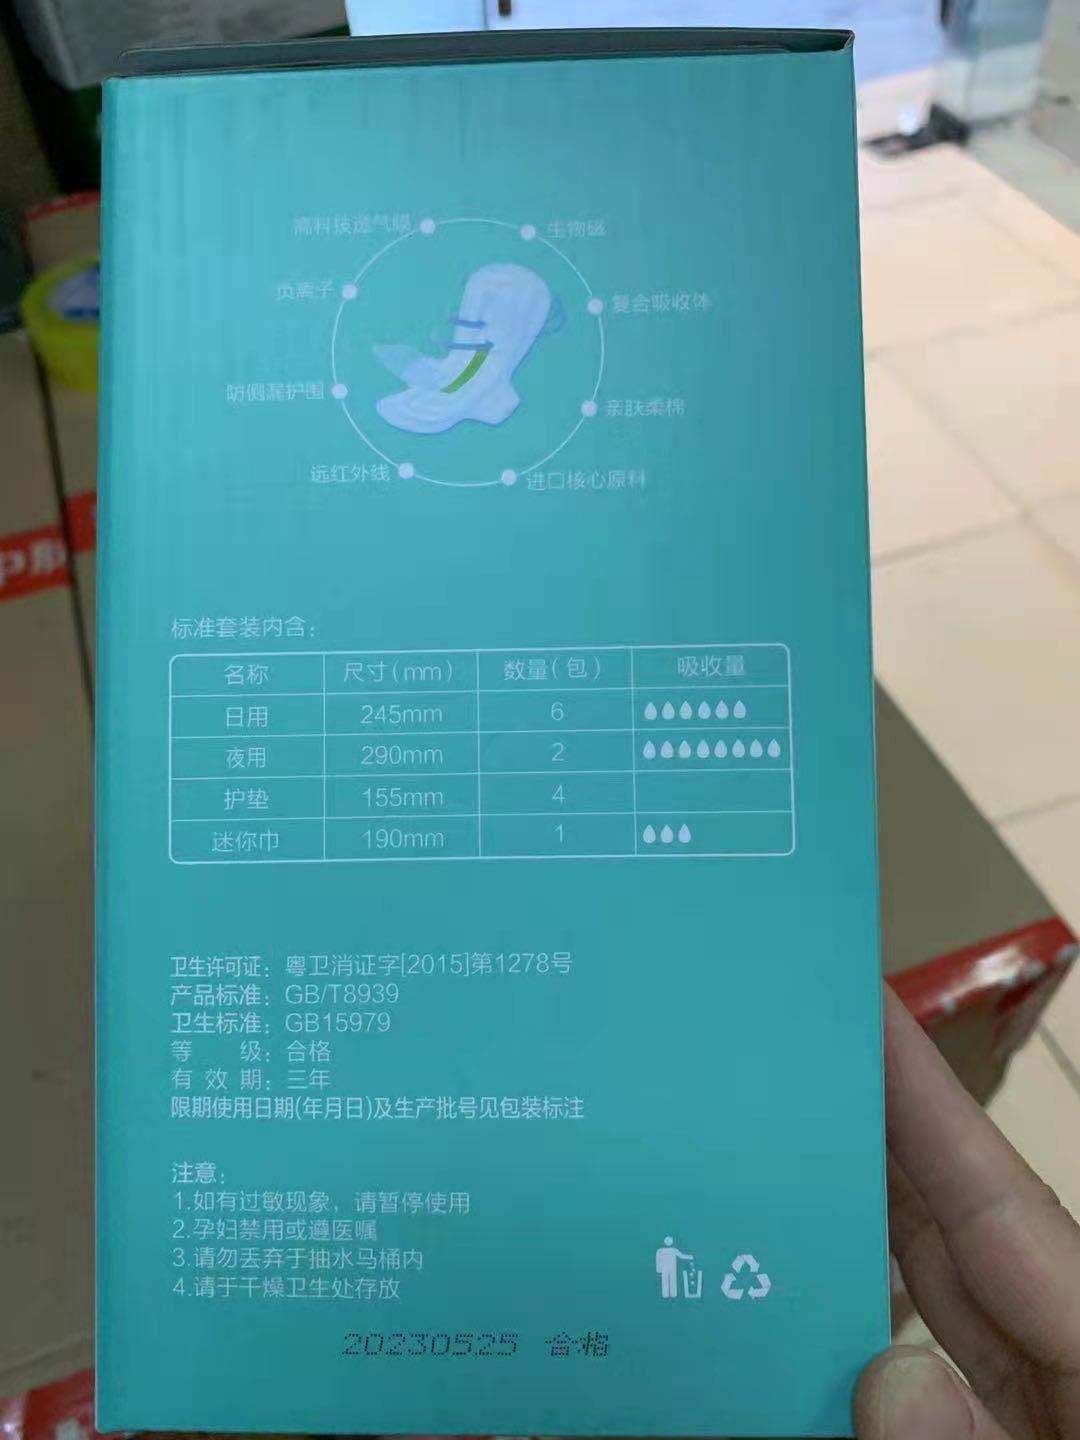 高科技透气膜
生物磁
负离子
复合吸收体
防侧漏护围
亲肤柔棉
远红外线
进口核心原料
标准套装内含：
名称 尺寸(mm) 数量(包) 吸收量
日用 245mm 6
夜用 290mm 2
护垫 155mm 4
迷你巾 190mm 1
卫生许可证：粤卫消证字[2015]第1278号
产品标准：GB/T8939
卫生标准：GB15979
等 级：合格
有 效 期：三年
限期使用日期(年月日)及生产批号见包装标注
注意：
1.如有过敏现象，请暂停使用
2.孕妇禁用或遵医嘱
3.请勿丢弃于抽水马桶内
4.请于干燥卫生处存放
20230525 合格